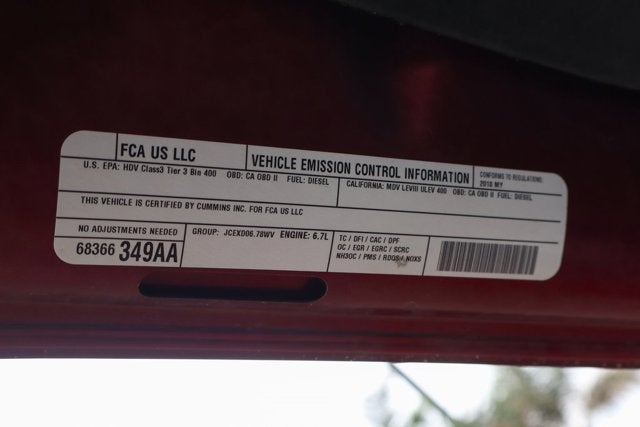 FCA US LLC
VEHICLE EMISSION CONTROL INFORMATION
CONFORMS TO REGULATIONS:
2018 MY
U.S. EPA: HDV Class3 Tier 3 Bin 400 OBD: CA OBD II FUEL: DIESEL
CALIFORNIA: MDV LEVIII ULEV 400 OBD: CA OBD II FUEL: DIESEL
THIS VEHICLE IS CERTIFIED BY CUMMINS INC. FOR FCA US LLC
NO ADJUSTMENTS NEEDED
68366 349AA
GROUP: JCEXD06.78WV ENGINE: 6.7L
TC / DFI / CAC / DPF
OC / EGR / EGRC / SCRC
NH3OC / PMS / RDQS / NOXS